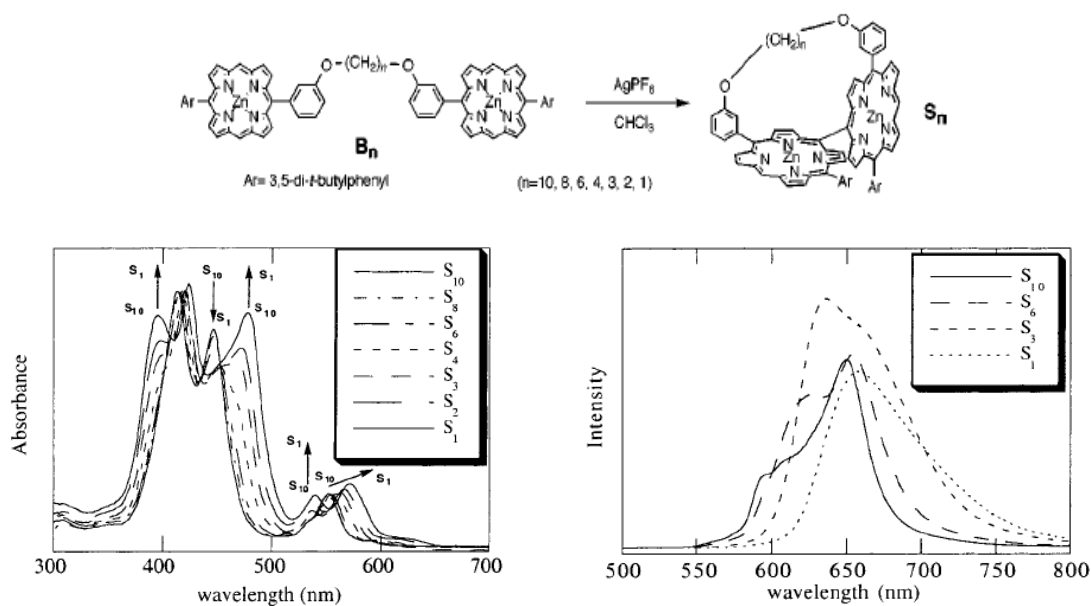 O—(CH₂)ₙ—O
Ar
N
N
N
N
Zn
N
N
N
N
Zn
Ar
Bₙ
Ar= 3,5-di-t-butylphenyl
AgPF₆
CHCl₃
(n=10, 8, 6, 4, 3, 2, 1)
O
(CH₂)ₙ
O
N
N
Zn
N
N
N
N
Zn
N
N
Ar
Ar
Sₙ
Absorbance
S₁
S₁₀
S₁
S₁₀
S₁
S₁₀
S₁
S₁₀
S₁₀
S₁
S₁₀
S₈
S₆
S₄
S₃
S₂
S₁
300
400
500
600
700
wavelength (nm)
Intensity
S₁₀
S₆
S₃
S₁
500
550
600
650
700
800
wavelength (nm)